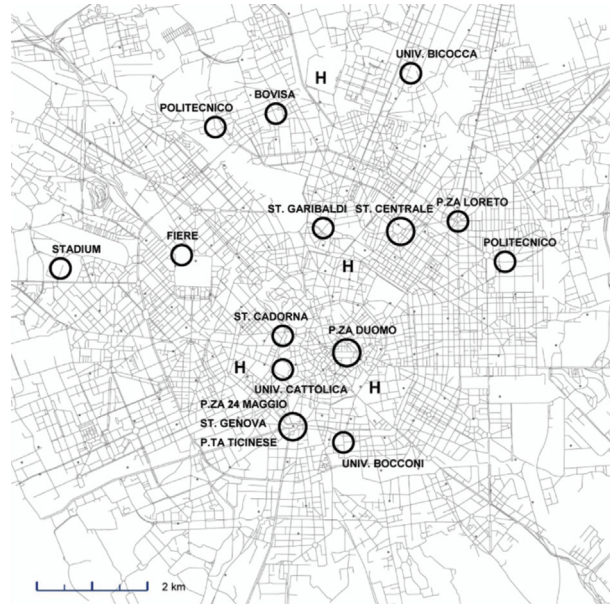 UNIV. BICOCCA
H
BOVISA
POLITECNICO
P.ZA LORETO
ST. GARIBALDI
ST. CENTRALE
FIERE
POLITECNICO
STADIUM
H
ST. CADORNA
P.ZA DUOMO
H
H
UNIV. CATTOLICA
P.ZA 24 MAGGIO
ST. GENOVA
P.TA TICINESE
UNIV. BOCCONI
2 km